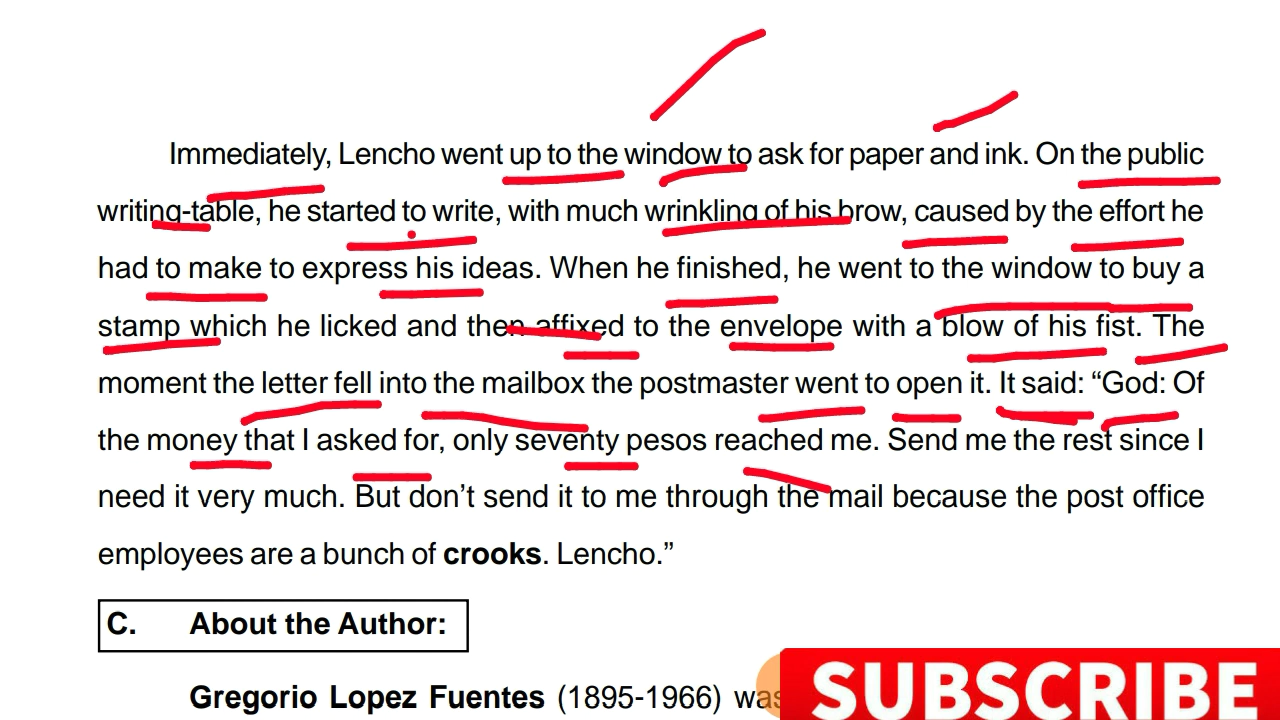 Immediately, Lencho went up to the window to ask for paper and ink. On the public
writing-table, he started to write, with much wrinkling of his brow, caused by the effort he
had to make to express his ideas. When he finished, he went to the window to buy a
stamp which he licked and then affixed to the envelope with a blow of his fist. The
moment the letter fell into the mailbox the postmaster went to open it. It said: “God: Of
the money that I asked for, only seventy pesos reached me. Send me the rest since I
need it very much. But don’t send it to me through the mail because the post office
employees are a bunch of crooks. Lencho.”
C. About the Author:
Gregorio Lopez Fuentes (1895-1966) was
SUBSCRIBE